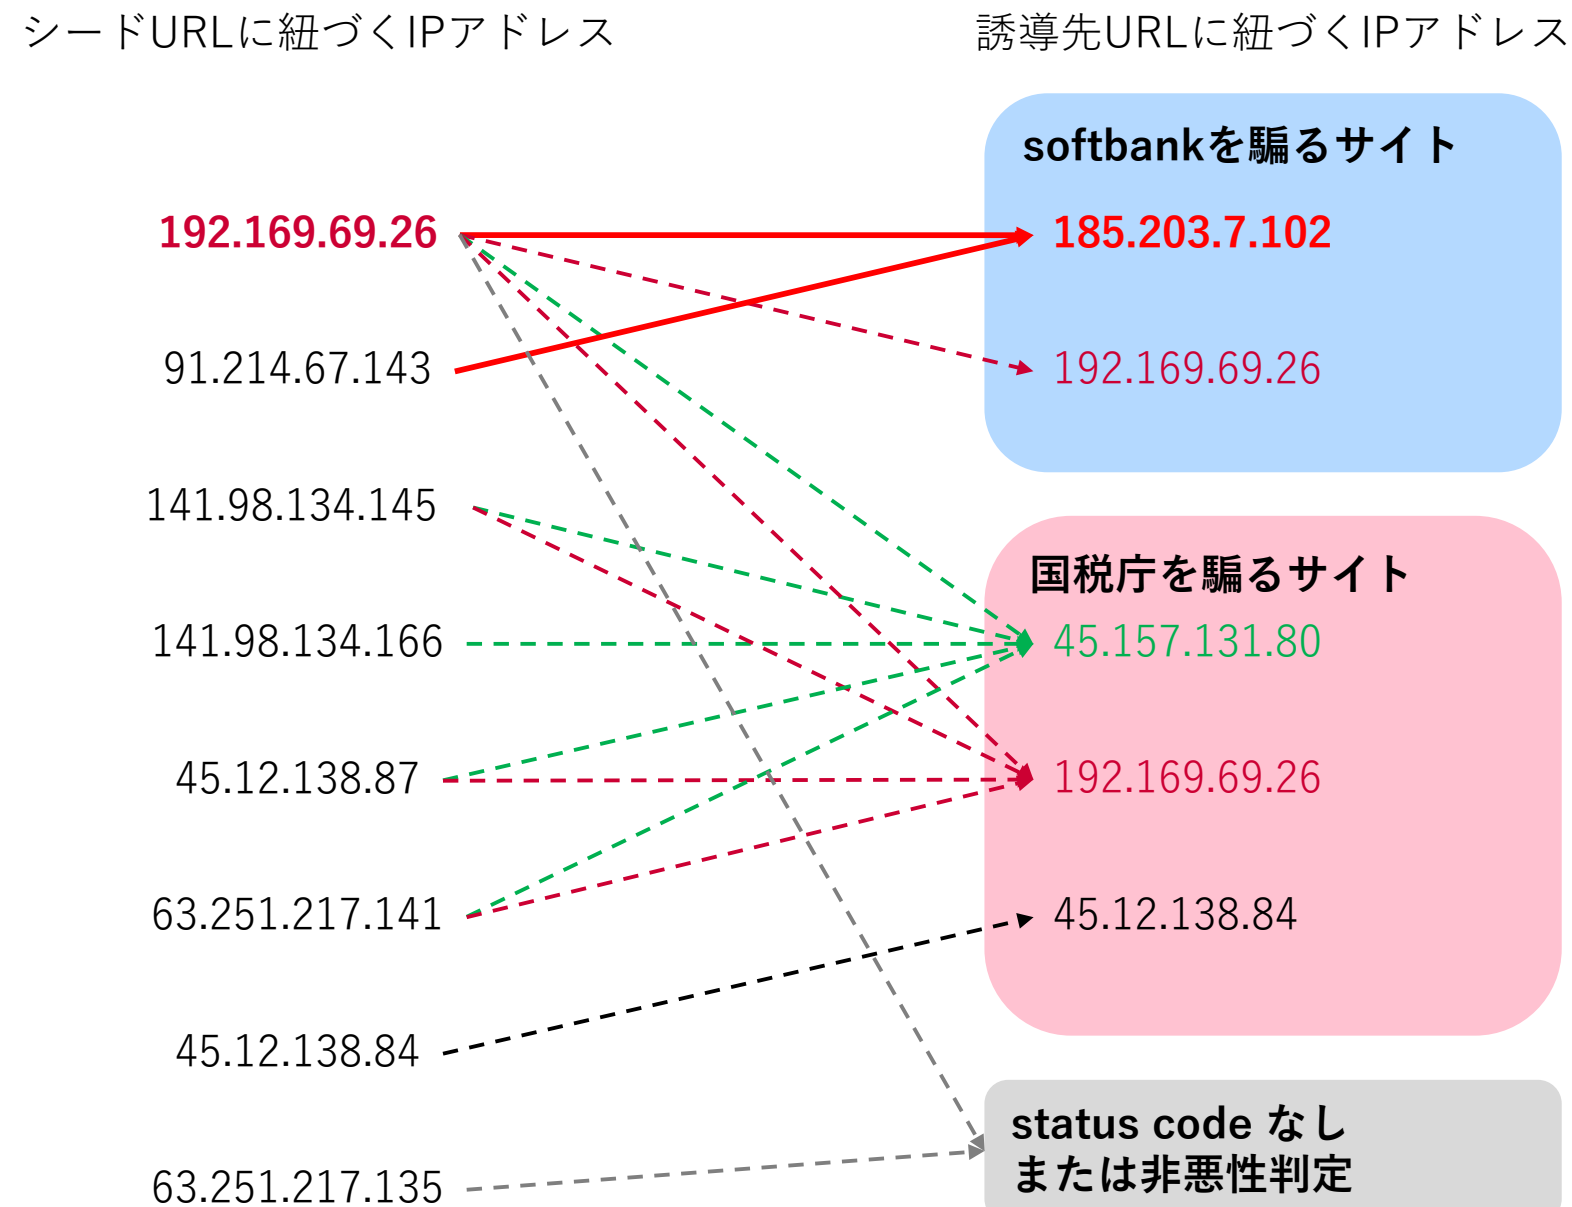 シードURLに紐づくIPアドレス
誘導先URLに紐づくIPアドレス
192.169.69.26
91.214.67.143
141.98.134.145
141.98.134.166
45.12.138.87
63.251.217.141
45.12.138.84
63.251.217.135
softbankを騙るサイト
185.203.7.102
192.169.69.26
国税庁を騙るサイト
45.157.131.80
192.169.69.26
45.12.138.84
status code なし
または非悪性判定